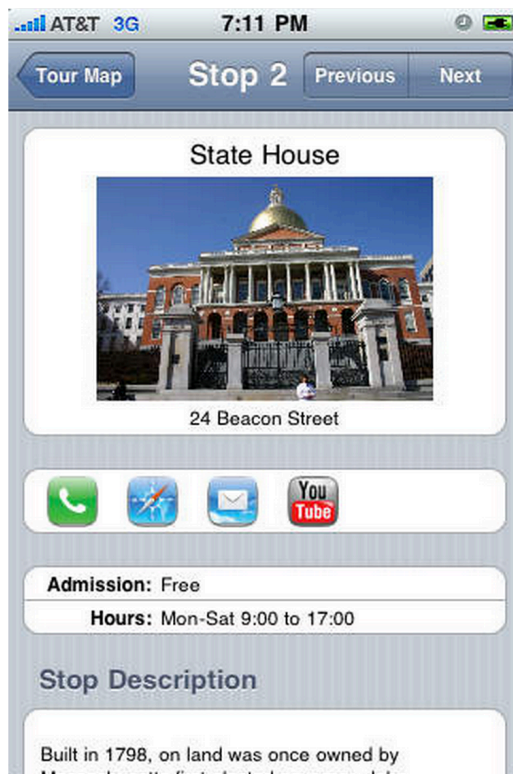 AT&T 3G 7:11 PM
Tour Map Stop 2 Previous Next
State House
24 Beacon Street
You
Tube
Admission: Free
Hours: Mon-Sat 9:00 to 17:00
Stop Description
Built in 1798, on land was once owned by